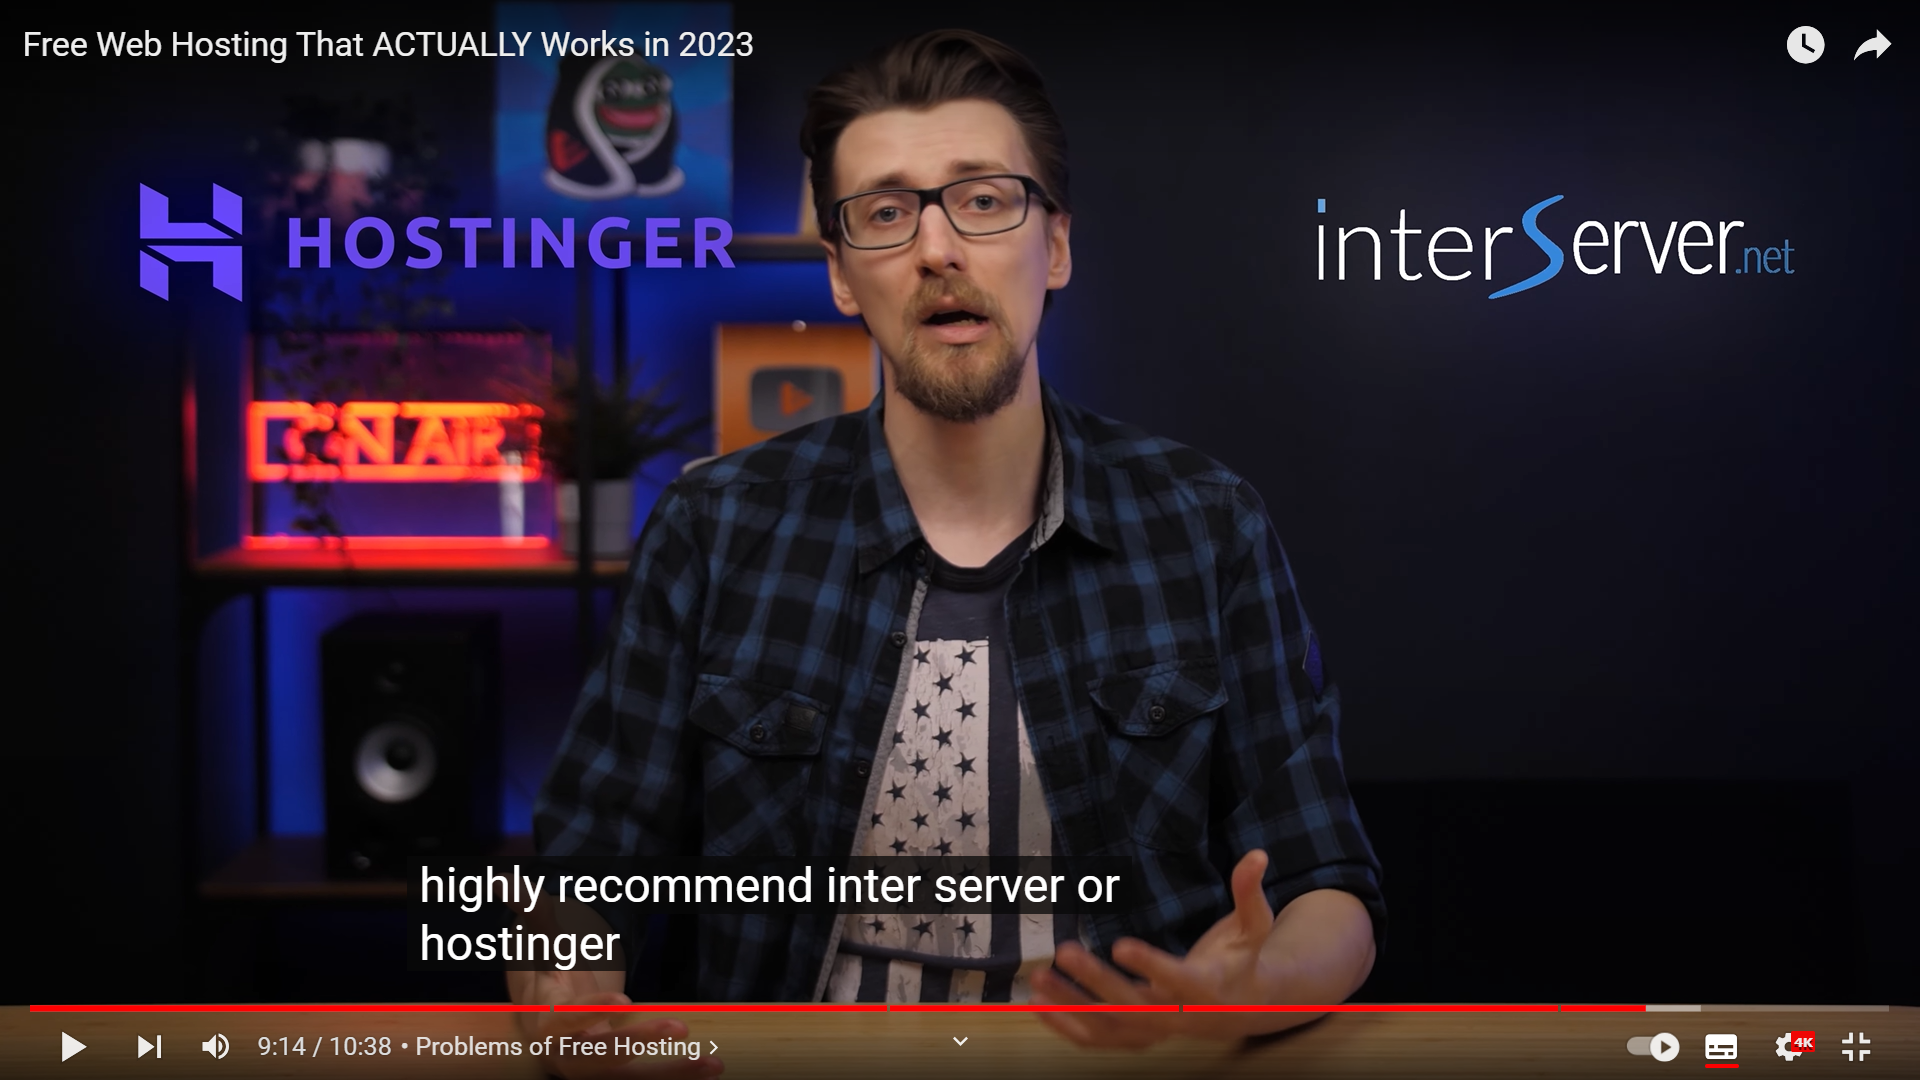 Free Web Hosting That ACTUALLY Works in 2023
HOSTINGER
interServer.net
ON AIR
highly recommend inter server or
hostinger
9:14 / 10:38 • Problems of Free Hosting
4K